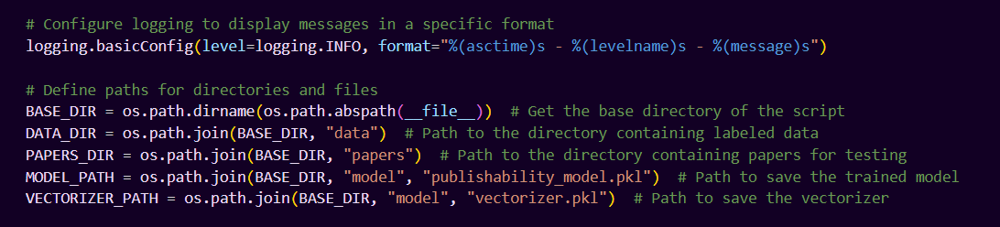 # Configure logging to display messages in a specific format
logging.basicConfig(level=logging.INFO, format="%(asctime)s - %(levelname)s - %(message)s")
# Define paths for directories and files
BASE_DIR = os.path.dirname(os.path.abspath(__file__))  # Get the base directory of the script
DATA_DIR = os.path.join(BASE_DIR, "data")  # Path to the directory containing labeled data
PAPERS_DIR = os.path.join(BASE_DIR, "papers")  # Path to the directory containing papers for testing
MODEL_PATH = os.path.join(BASE_DIR, "model", "publishability_model.pkl")  # Path to save the trained model
VECTORIZER_PATH = os.path.join(BASE_DIR, "model", "vectorizer.pkl")  # Path to save the vectorizer